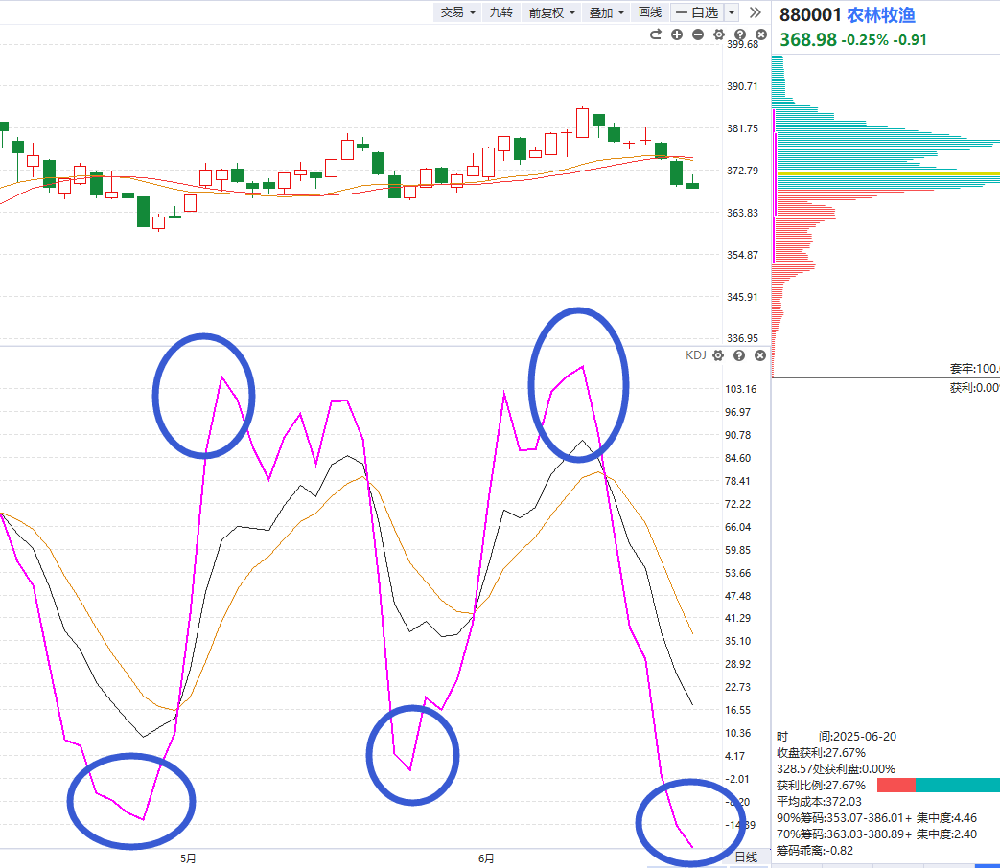 交易 九转 前复权 叠加 画线 一自选
880001 农林牧渔
368.98 -0.25% -0.91
399.68
390.71
381.75
372.79
363.83
354.87
345.91
336.95
套牢:100.
获利:0.00
KDJ
103.16
96.97
90.78
84.60
78.41
72.22
66.04
59.85
53.66
47.48
41.29
35.10
28.92
22.73
16.55
10.36
4.17
-2.01
-8.20
-14.39
5月 6月 日线
时 间:2025-06-20
收盘获利:27.67%
328.57处获利盘:0.00%
获利比例:27.67%
平均成本:372.03
90%筹码:353.07-386.01+ 集中度:4.46
70%筹码:363.03-380.89+ 集中度:2.40
筹码乖离:-0.82